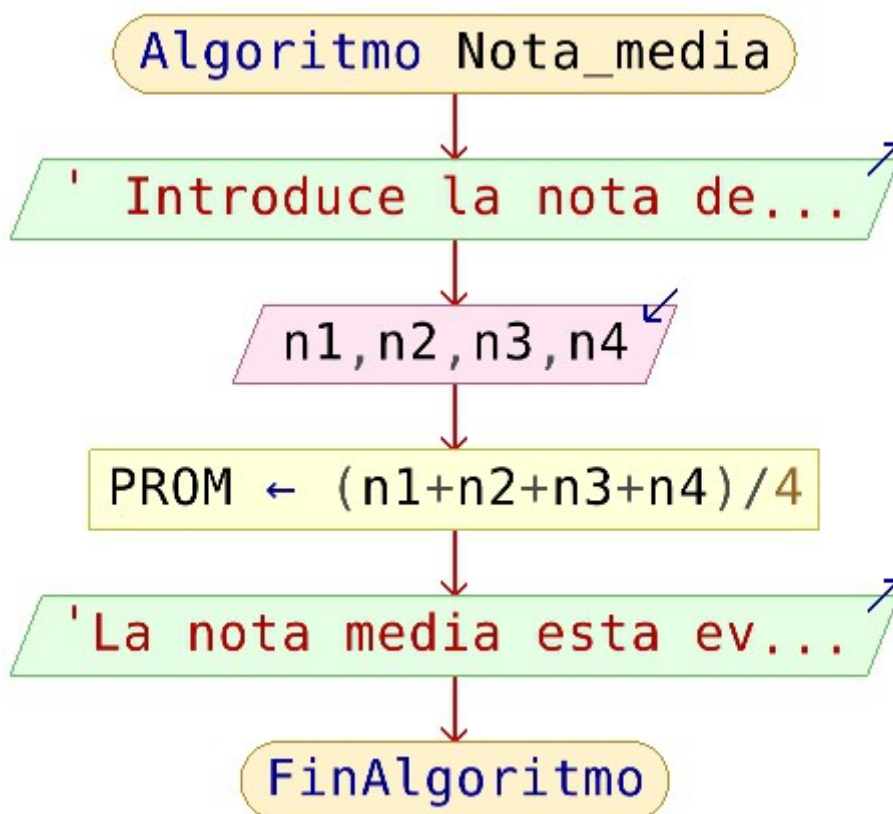 Algoritmo Nota_media
' Introduce la nota de...
n1,n2,n3,n4
PROM ← (n1+n2+n3+n4)/4
'La nota media esta ev...
FinAlgoritmo